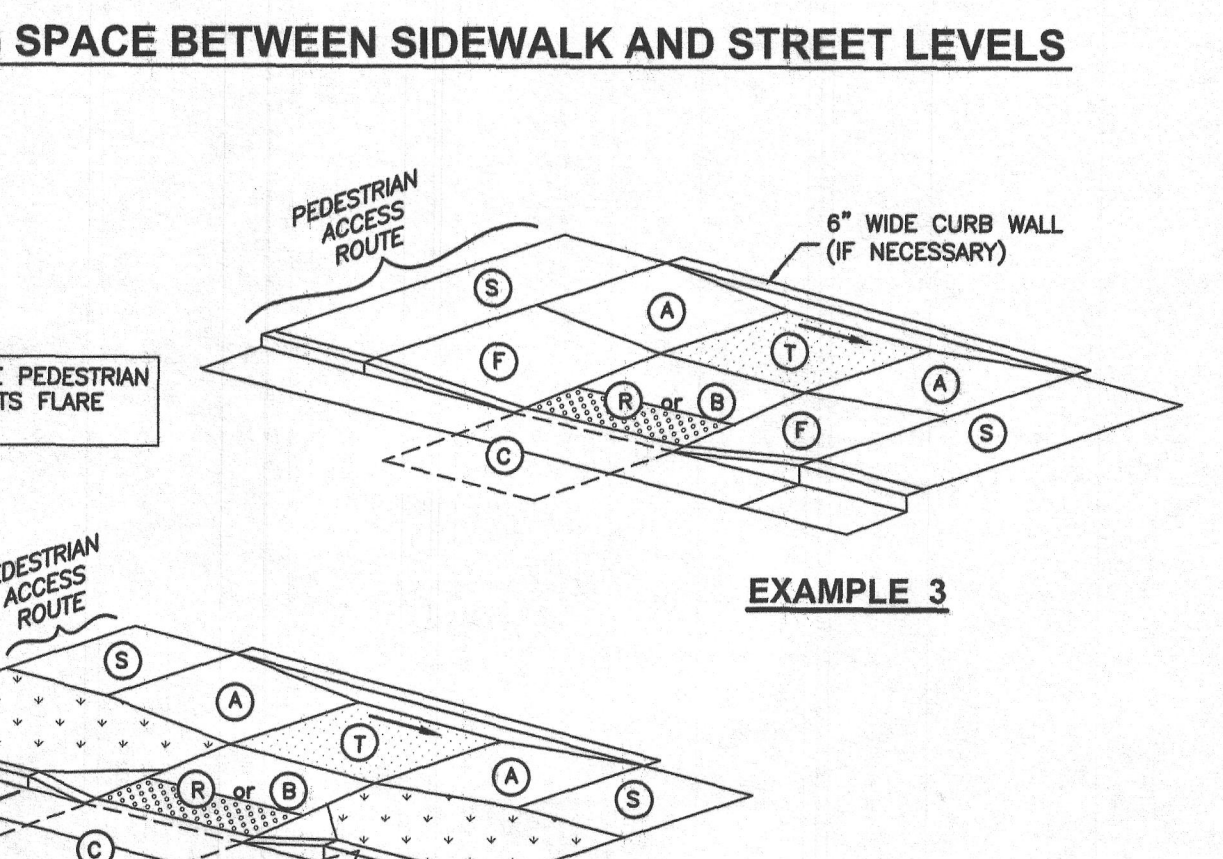 SPACE BETWEEN SIDEWALK AND STREET LEVELS
PEDESTRIAN
ACCESS
ROUTE
6" WIDE CURB WALL
(IF NECESSARY)
S
A
F
T
R or B
A
F
S
C
PEDESTRIAN
FLARE
EXAMPLE 3
ACCESS
ROUTE
S
A
T
R or B
A
S
C